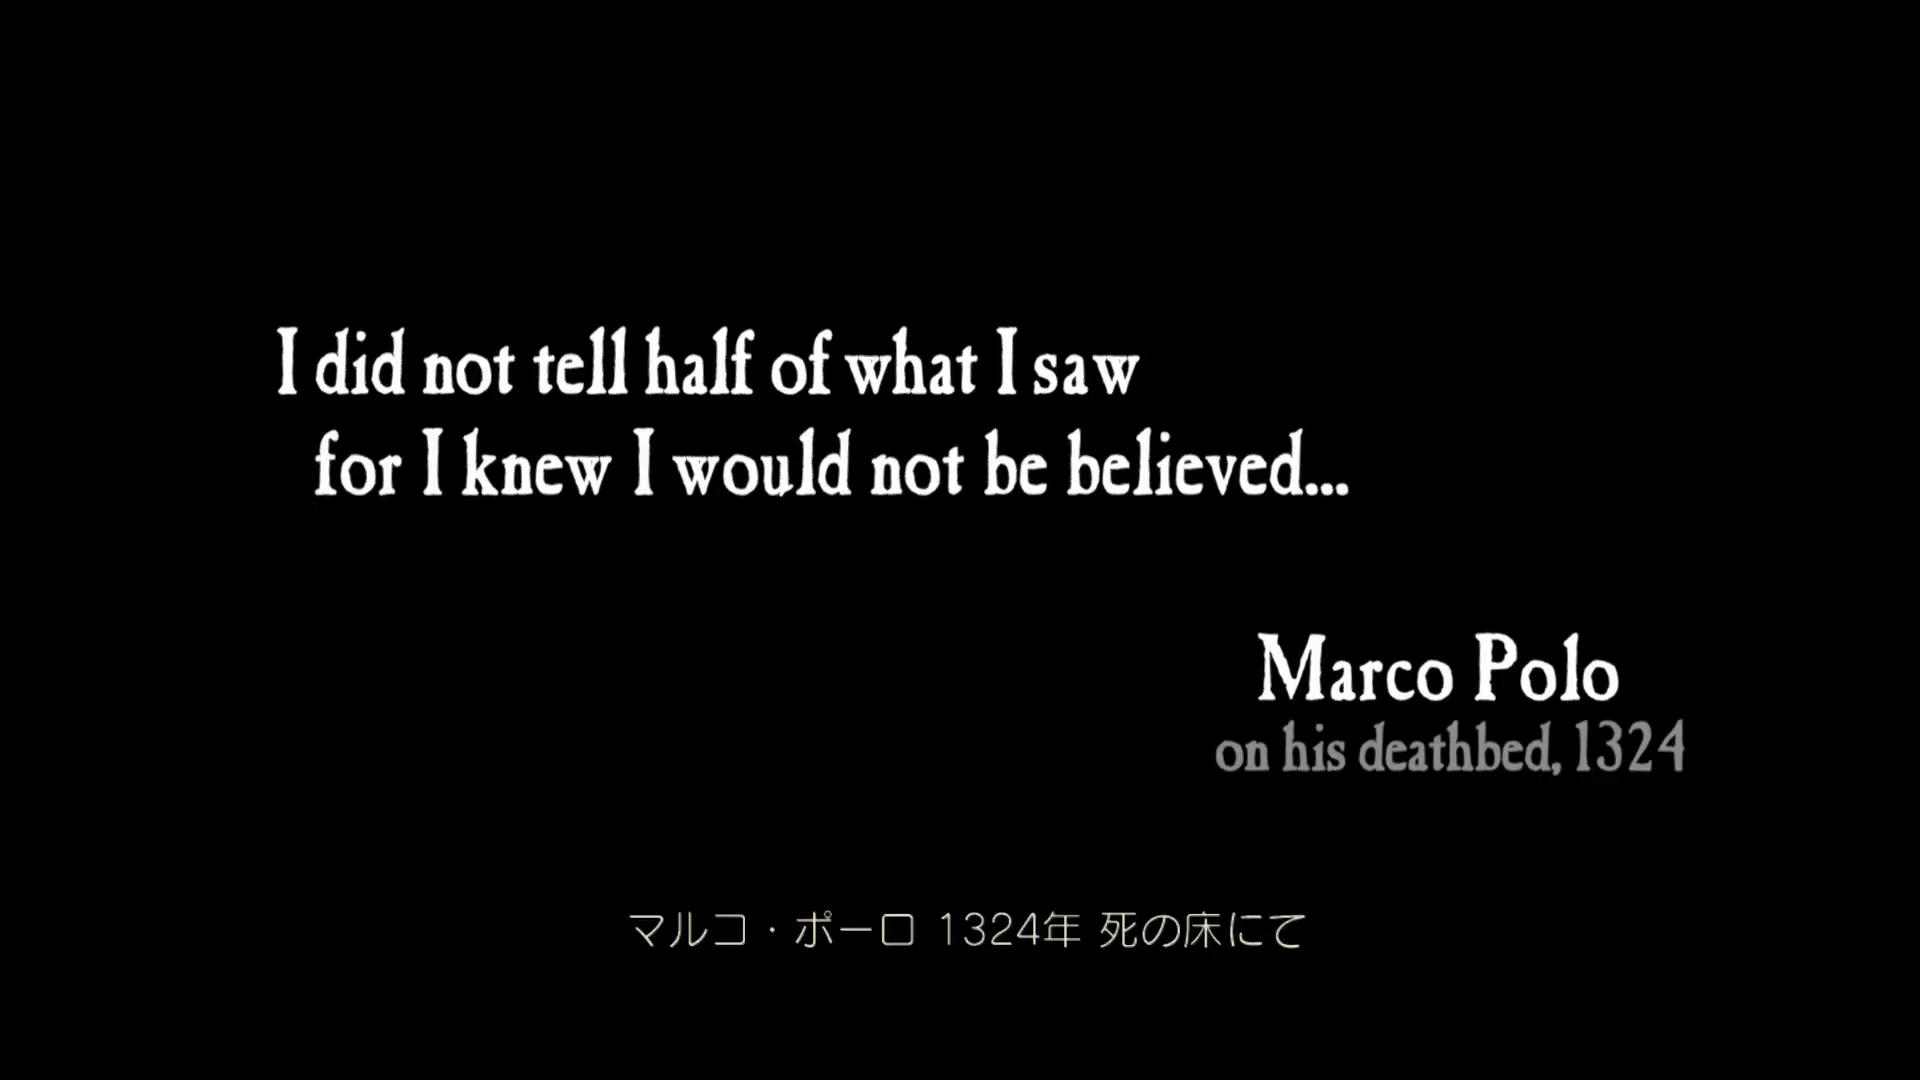 I did not tell half of what I saw
for I knew I would not be believed...
Marco Polo
on his deathbed, 1324
マルコ・ポーロ 1324年 死の床にて